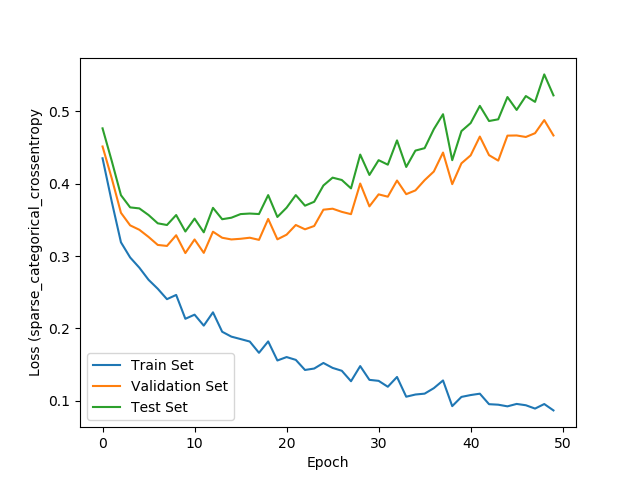 0.5
0.4
0.3
0.2
0.1
Loss (sparse_categorical_crossentropy
Train Set
Validation Set
Test Set
0 10 20 30 40 50
Epoch